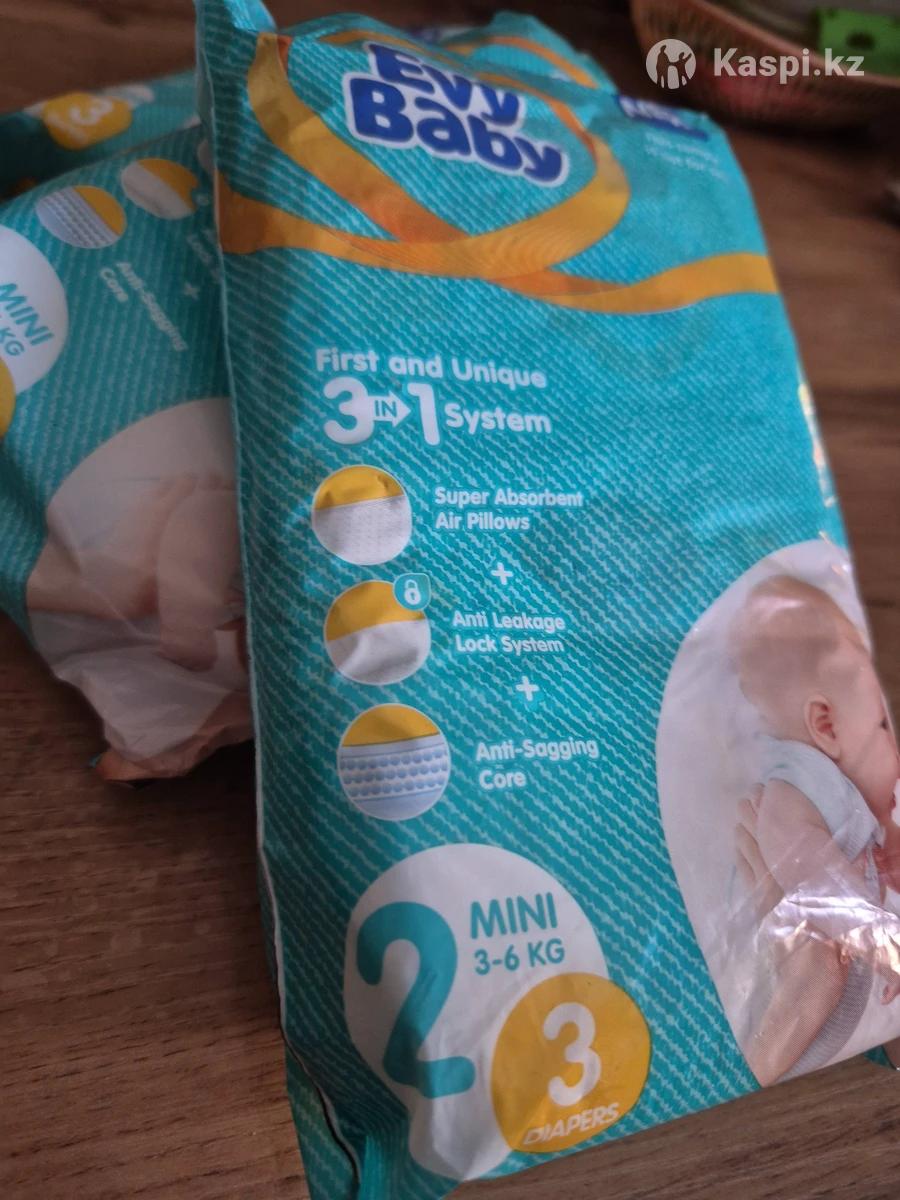 Kaspi.kz
Evy
Baby
First and Unique
3 IN 1 System
Super Absorbent
Air Pillows
+
Anti Leakage
Lock System
+
Anti-Sagging
Core
2
MINI
3-6 KG
3
DIAPERS
3
Anti-Sagging
Core
+
MINI
KG